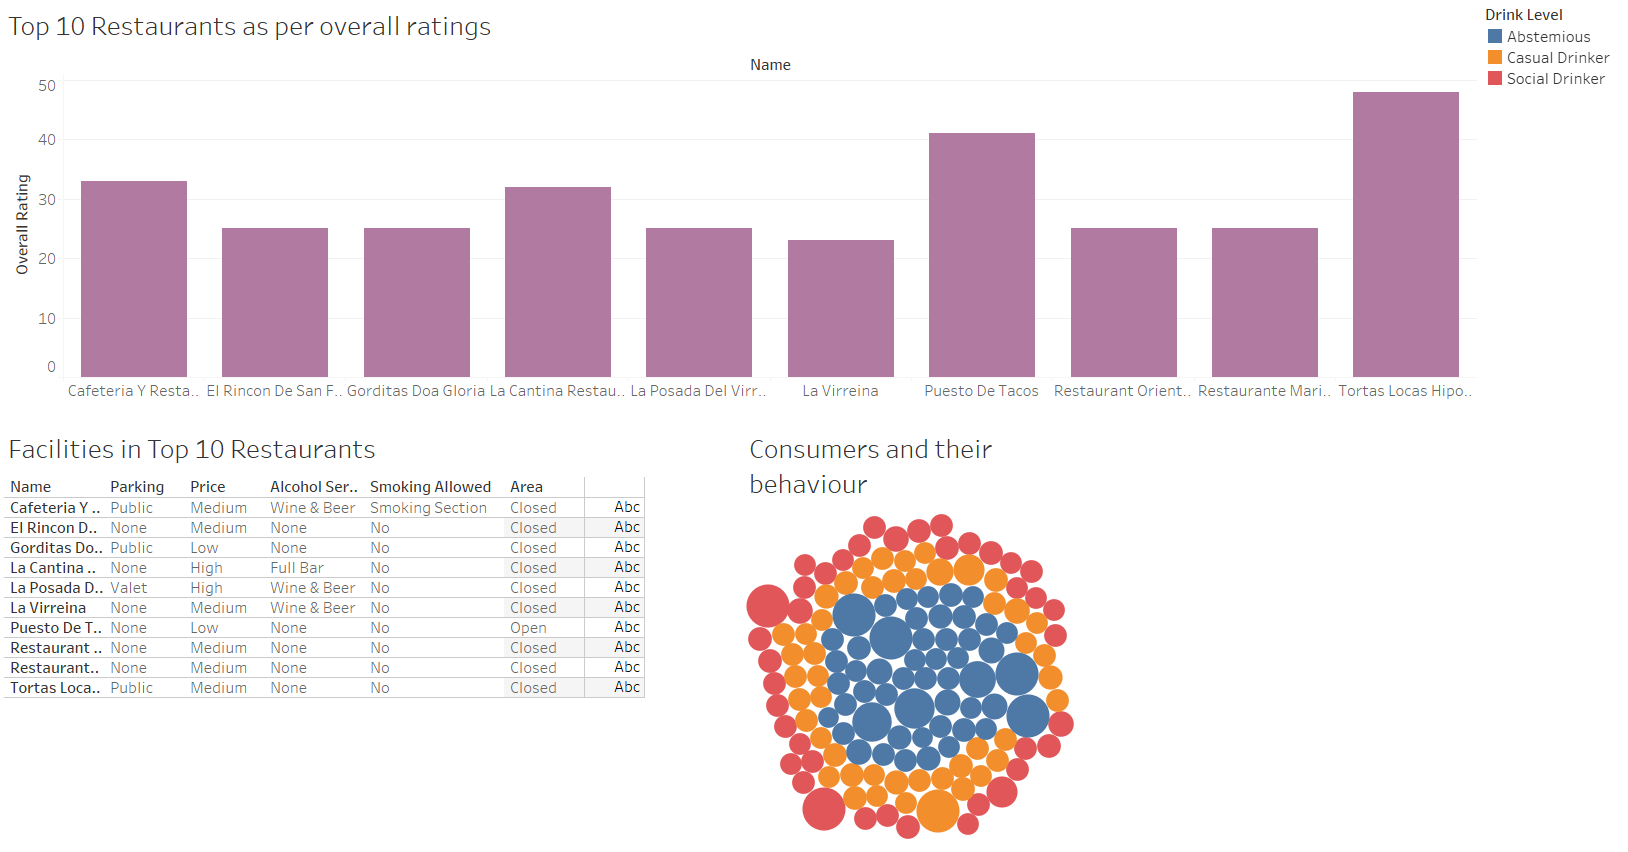 Top 10 Restaurants as per overall ratings
Drink Level
Abstemious
Casual Drinker
Social Drinker
Name
Overall Rating
50
40
30
20
10
0
Cafeteria Y Resta.. El Rincon De San F.. Gorditas Doa Gloria La Cantina Restau.. La Posada Del Virr.. La Virreina Puesto De Tacos Restaurant Orient.. Restaurante Mari.. Tortas Locas Hipo..
Facilities in Top 10 Restaurants
Name Parking Price Alcohol Ser.. Smoking Allowed Area
Cafeteria Y .. Public Medium Wine & Beer Smoking Section Closed Abc
El Rincon D.. None Medium None No Closed Abc
Gorditas Do.. Public Low None No Closed Abc
La Cantina .. None High Full Bar No Closed Abc
La Posada D.. Valet High Wine & Beer No Closed Abc
La Virreina None Medium Wine & Beer No Closed Abc
Puesto De T.. None Low None No Open Abc
Restaurant .. None Medium None No Closed Abc
Restaurant.. None Medium None No Closed Abc
Tortas Loca.. Public Medium None No Closed Abc
Consumers and their
behaviour